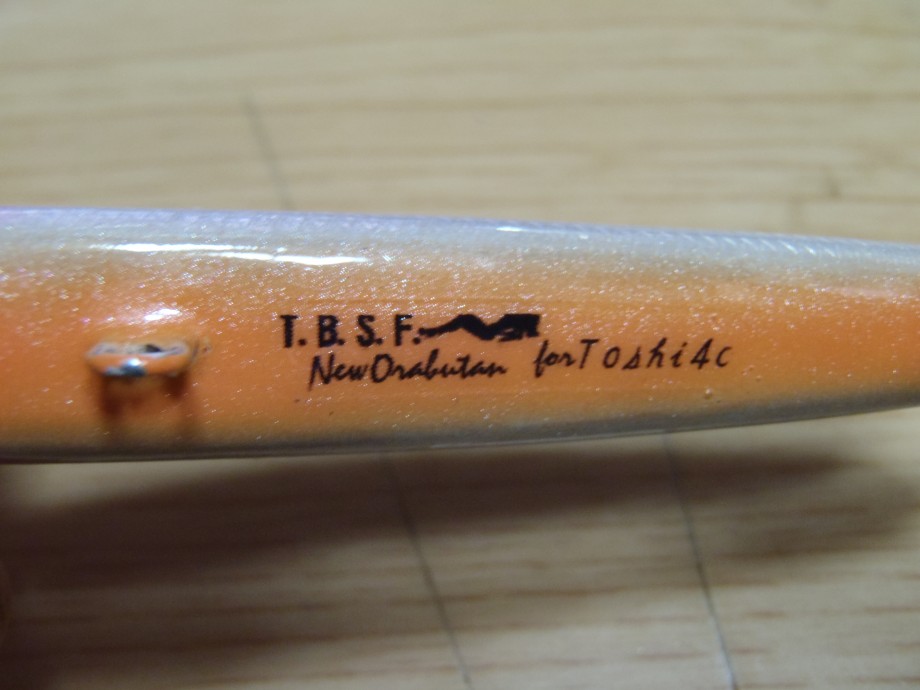 T. B. S. F.
NewOrabutan forToshi4c